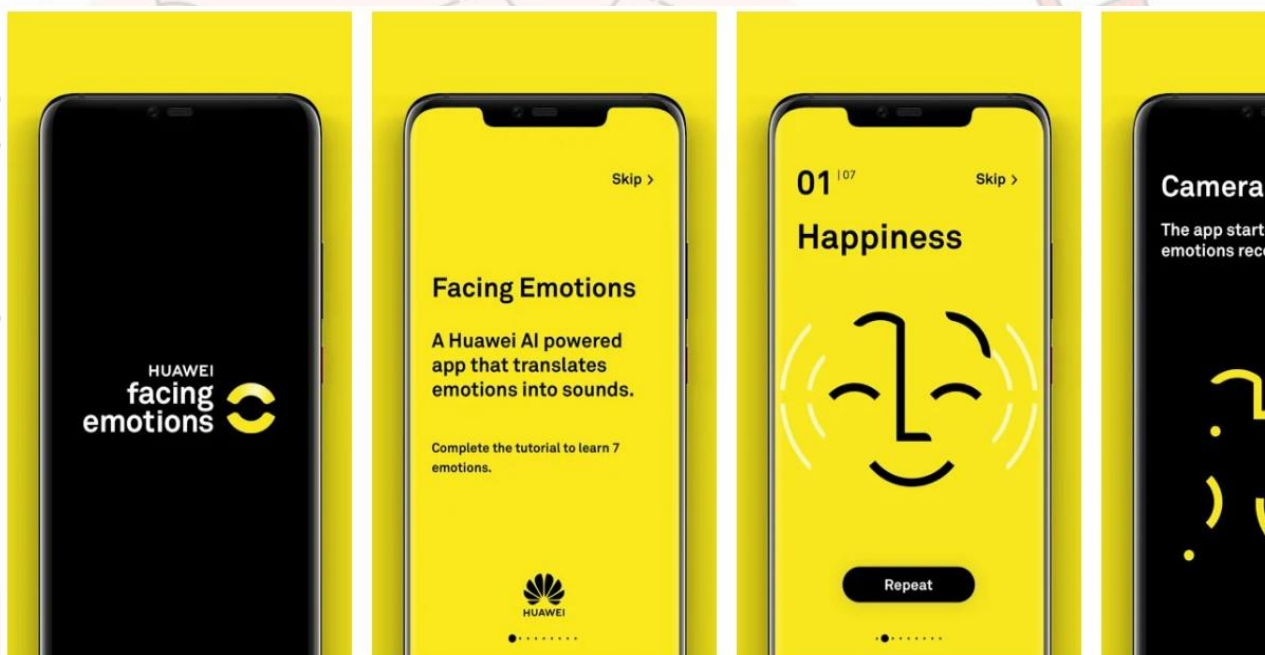 HUAWEI
facing
emotions
Skip >
Facing Emotions
A Huawei AI powered
app that translates
emotions into sounds.
Complete the tutorial to learn 7
emotions.
HUAWEI
01 |07
Skip >
Happiness
Repeat
Camera
The app start
emotions reco